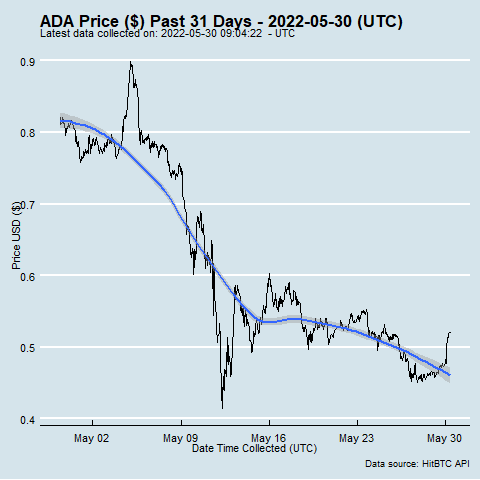 ADA Price ($) Past 31 Days - 2022-05-30 (UTC)
Latest data collected on: 2022-05-30 09:04:22 - UTC
Price USD ($)
0.9
0.8
0.7
0.6
0.5
0.4
May 02
May 09
May 16
May 23
May 30
Date Time Collected (UTC)
Data source: HitBTC API